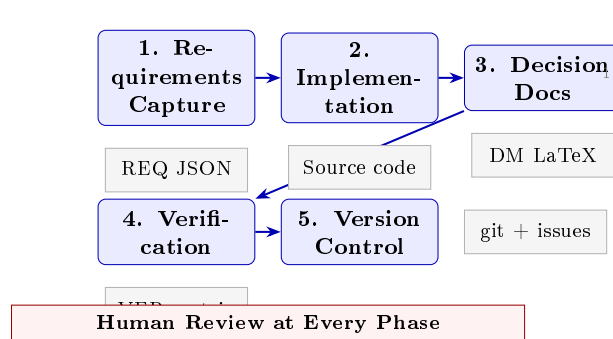 1. Re-
quirements
Capture
2.
Implemen-
tation
3. Decision
Docs
1
REQ JSON
Source code
DM LaTeX
4. Verifi-
cation
5. Version
Control
git + issues
Human Review at Every Phase